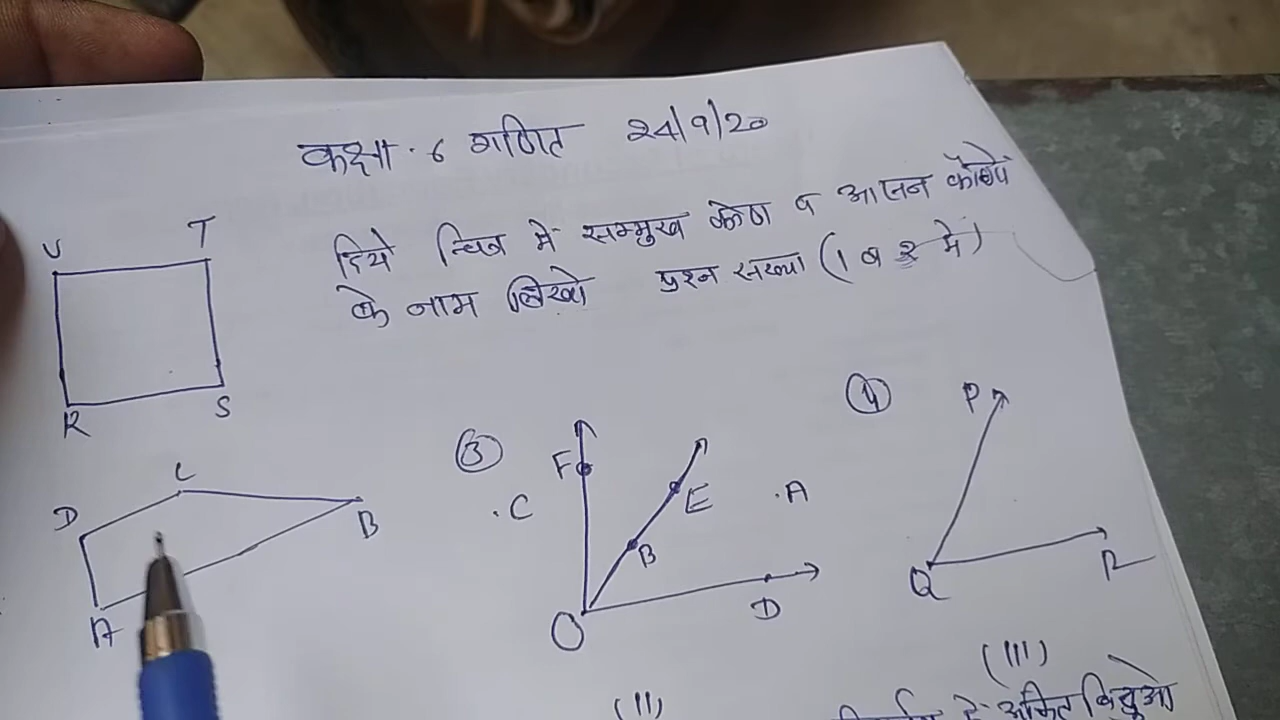 कक्षा. 6 गणित 24/9/20
दिये चित्र में सम्मुख कोण व आसन कोणों
के नाम लिखो प्रश्न संख्या (1 व 2 में)
U T
R S
D C
B
A
3
F
E
B
.C .A
O D
4
P
Q R
(II)
(III)
में अंकित बिंदुओ